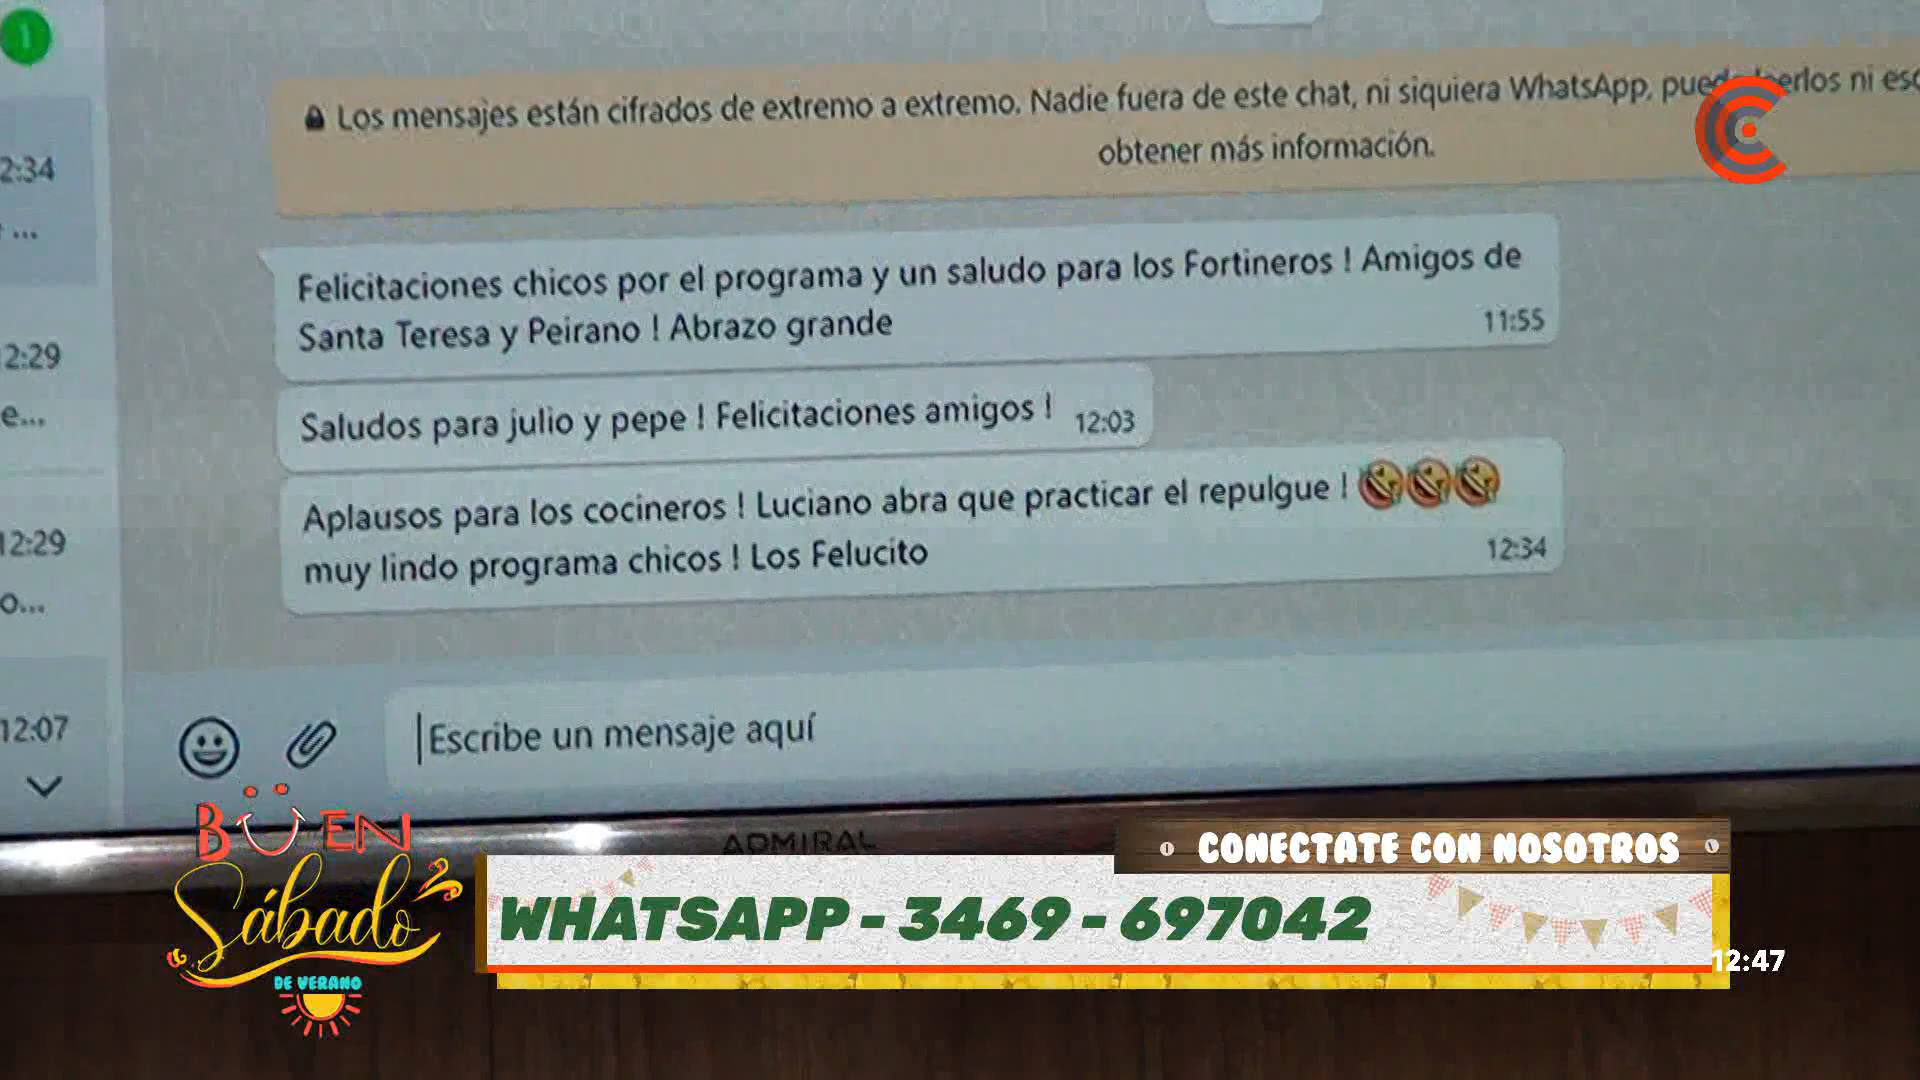 1
Los mensajes están cifrados de extremo a extremo. Nadie fuera de este chat, ni siquiera WhatsApp, ni
obtener más información.
2:34
...
Felicitaciones chicos por el programa y un saludo para los Fortineros ! Amigos de
Santa Teresa y Peirano ! Abrazo grande
11:55
2:29
e...
Saludos para julio y pepe ! Felicitaciones amigos !
12:03
Aplausos para los cocineros ! Luciano abra que practicar el repulgue !
muy lindo programa chicos ! Los Felucito
12:34
12:29
o...
12:07
Escribe un mensaje aquí
ADMIRAL
BÜEN
Sábado
DE VERANO
CONECTATE CON NOSOTROS
WHATSAPP - 3469 - 697042
12:47